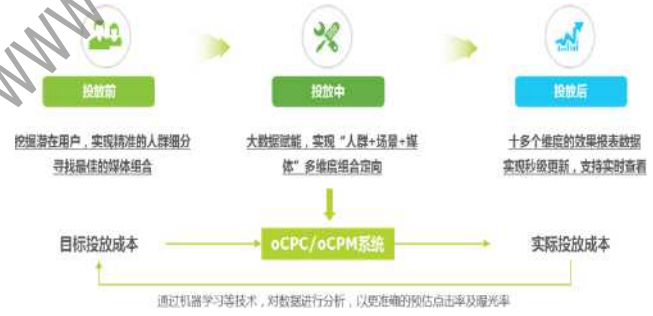 WWW
投放前
投放中
投放后
挖掘潜在用户，实现精准的人群细分
寻找最佳的媒体组合
大数据赋能，实现“人群+场景+媒
体”多维度组合定向
十多个维度的效果报表数据
实现秒级更新，支持实时查看
目标投放成本
oCPC/oCPM系统
实际投放成本
通过机器学习等技术，对数据进行分析，以更准确的预估点击率及曝光率